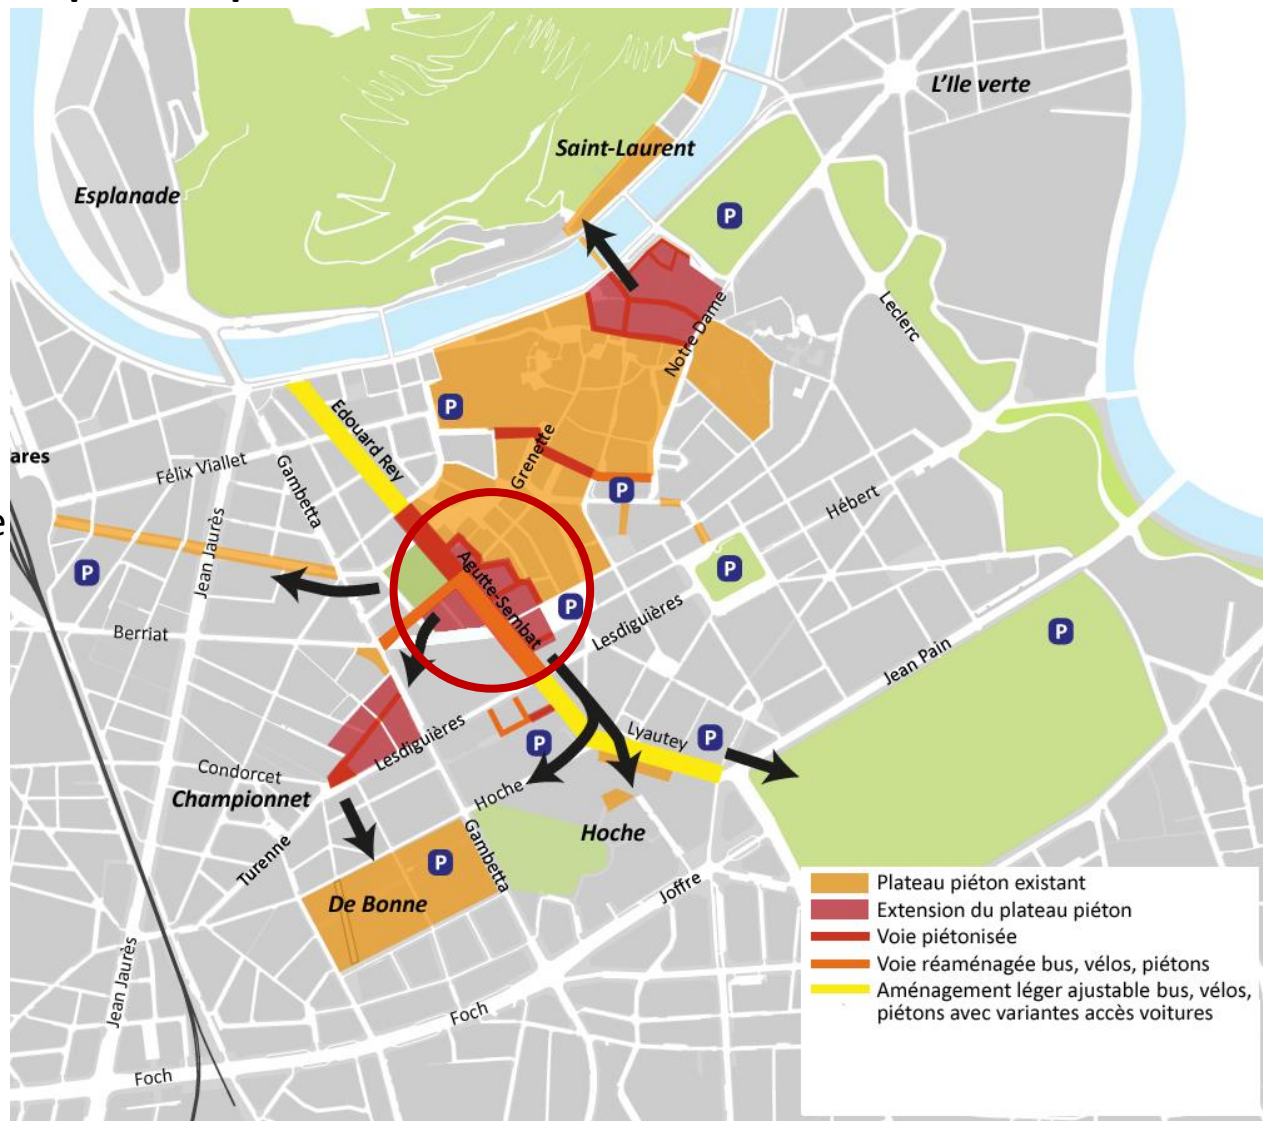 L'Ile verte
Saint-Laurent
Esplanade
P
Leclerc
Notre Dame
P
Edouard Rey
ares
Félix Viallet
Gambetta
Grenette
P
Hébert
e
Jean Jaurès
P
P
Agutte-Sembat
P
Lesdiguières
P
Berriat
Jean Pain
Lesdiguières
Lyautey
P
P
Condorcet
Championnet
Hoche
Hoche
Turenne
Gambetta
P
De Bonne
Joffre
Jean Jaurès
Foch
Foch
Plateau piéton existant
Extension du plateau piéton
Voie piétonisée
Voie réaménagée bus, vélos, piétons
Aménagement léger ajustable bus, vélos,
piétons avec variantes accès voitures